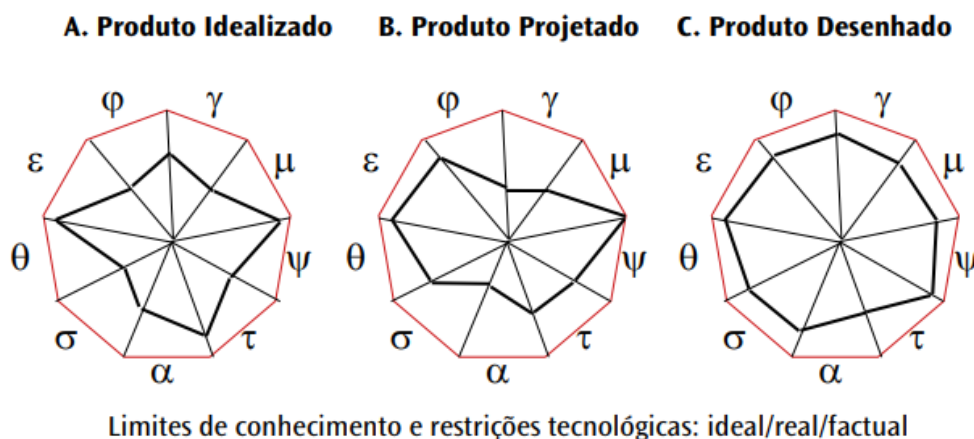 A. Produto Idealizado B. Produto Projetado C. Produto Desenhado
φ γ φ γ φ γ
ε μ ε μ ε μ
θ ψ θ ψ θ ψ
σ τ σ τ σ τ
α α α
Limites de conhecimento e restrições tecnológicas: ideal/real/factual